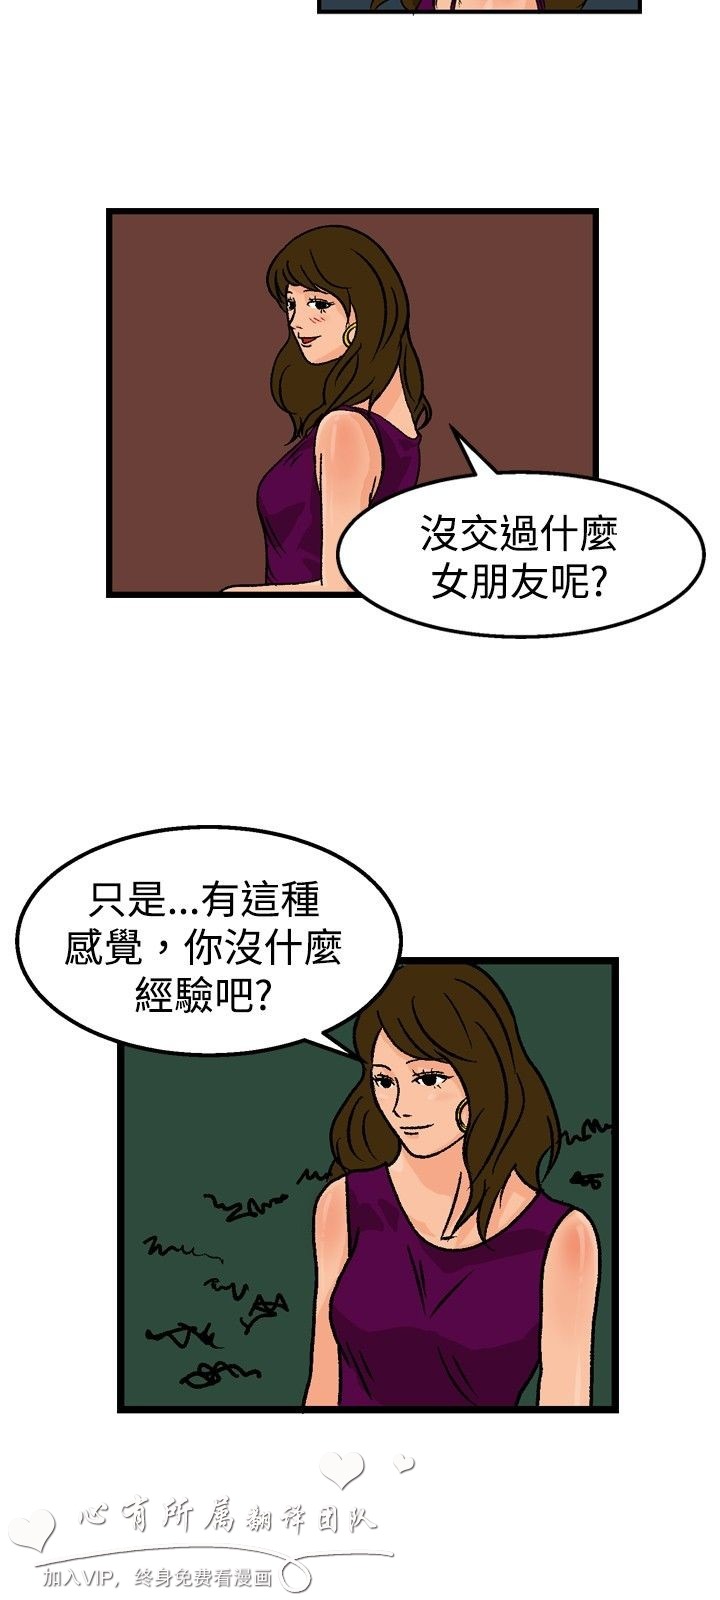 沒交過什麼
女朋友呢?
只是...有這種
感覺，你沒什麼
經驗吧?
心有所属翻译团队
加入VIP，终身免费看漫画